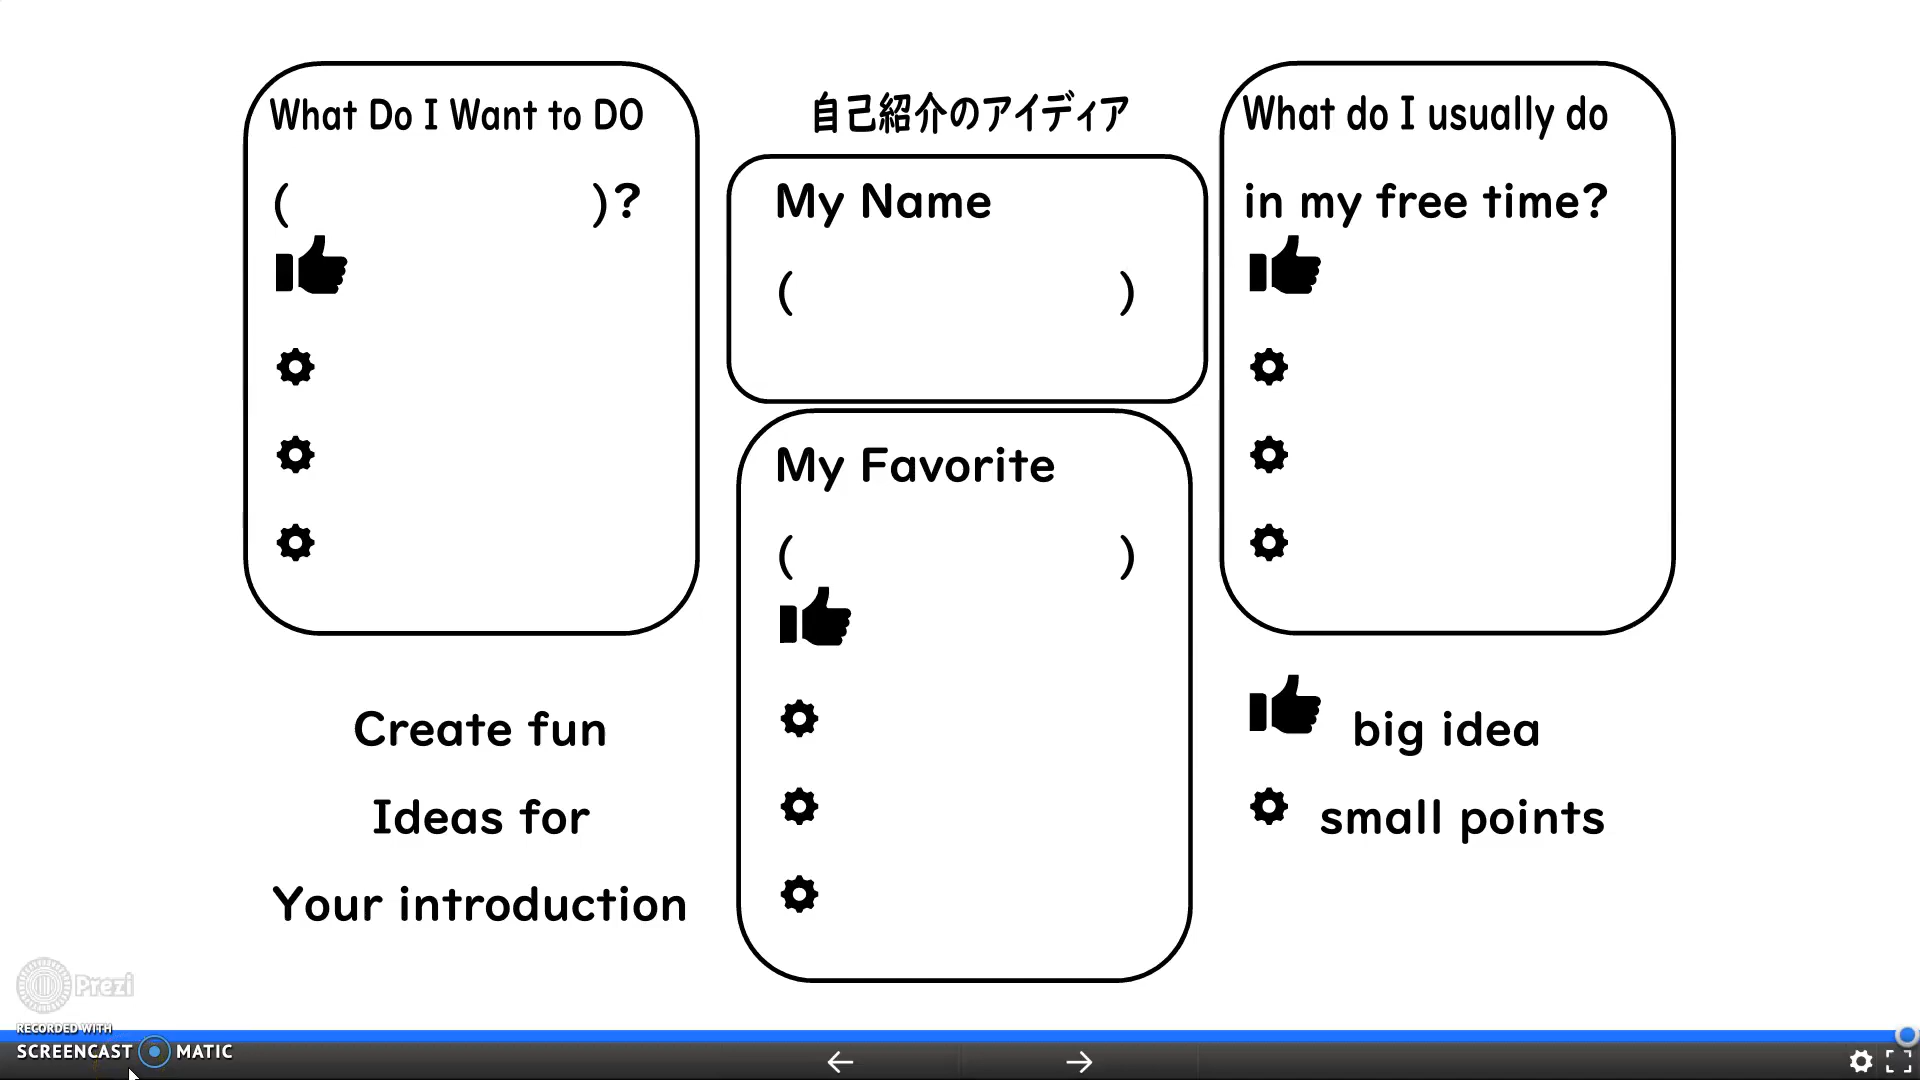 What Do I Want to DO
(                    )?
自己紹介のアイディア
My Name
(                    )
My Favorite
(                    )
What do I usually do
in my free time?
Create fun
Ideas for
Your introduction
big idea
small points
Prezi
RECORDED WITH
SCREENCAST MATIC